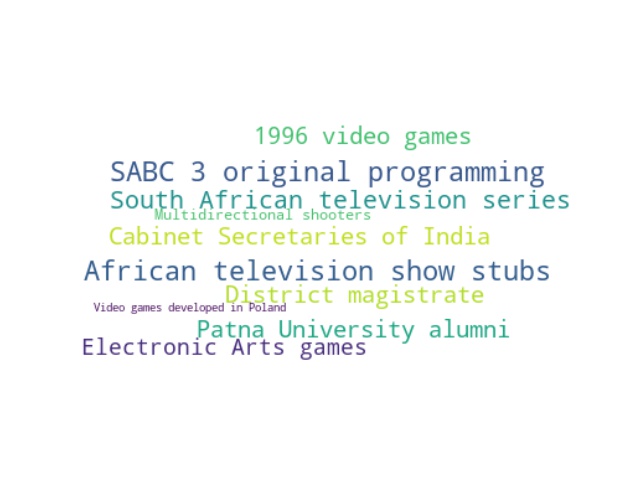 1996 video games
SABC 3 original programming
South African television series
Multidirectional shooters
Cabinet Secretaries of India
African television show stubs
District magistrate
Video games developed in Poland
Patna University alumni
Electronic Arts games